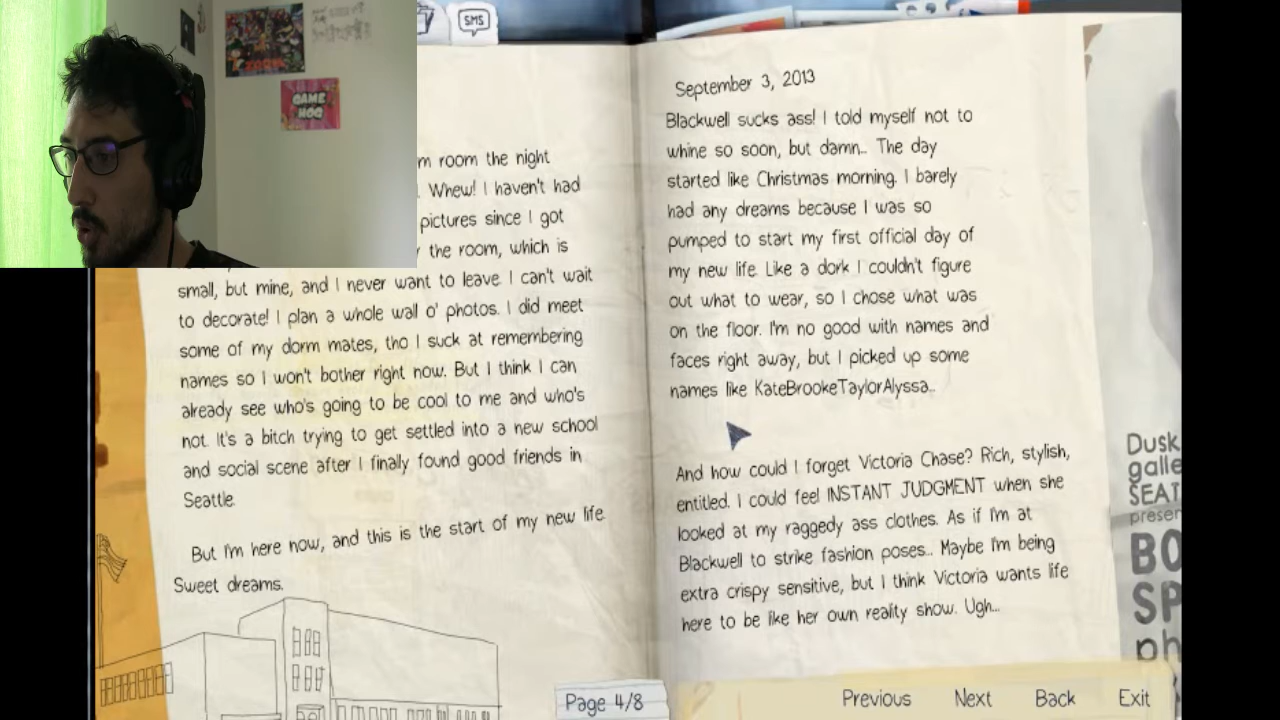 SMS
GAME
HOG
m room the night
. Whew! I haven't had
pictures since I got
the room, which is
small, but mine, and I never want to leave. I can't wait
to decorate! I plan a whole wall o' photos. I did meet
some of my dorm mates, tho I suck at remembering
names so I won't bother right now. But I think I can
already see who's going to be cool to me and who's
not. It's a bitch trying to get settled into a new school
and social scene after I finally found good friends in
Seattle.
But I'm here now, and this is the start of my new life.
Sweet dreams.
September 3, 2013
Blackwell sucks ass! I told myself not to
whine so soon, but damn... The day
started like Christmas morning. I barely
had any dreams because I was so
pumped to start my first official day of
my new life. Like a dork I couldn't figure
out what to wear, so I chose what was
on the floor. I'm no good with names and
faces right away, but I picked up some
names like KateBrookeTaylorAlyssa...
And how could I forget Victoria Chase? Rich, stylish,
entitled. I could feel INSTANT JUDGMENT when she
looked at my raggedy ass clothes. As if I'm at
Blackwell to strike fashion poses... Maybe I'm being
extra crispy sensitive, but I think Victoria wants life
here to be like her own reality show. Ugh...
Dusk
galle
SEAT
presen
BO
SP
ph
Page 4/8
Previous Next Back Exit